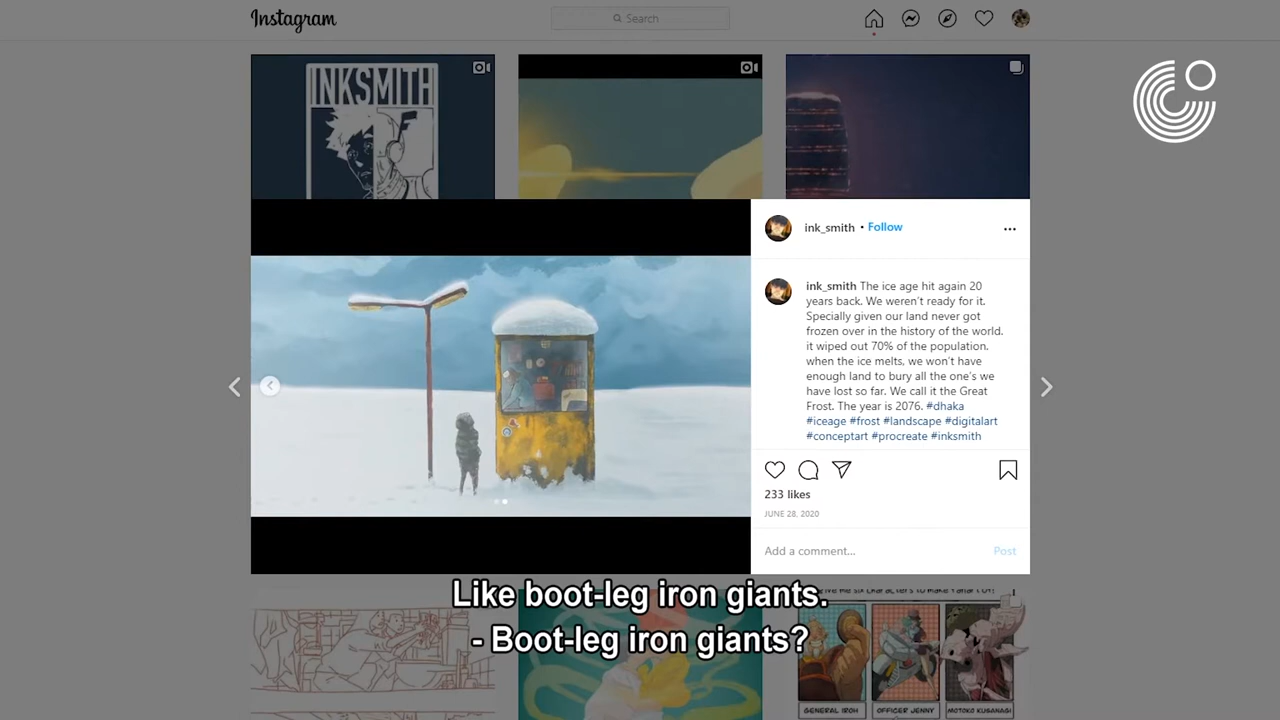 Instagram
Search
INKSMITH
ink_smith • Follow
ink_smith The ice age hit again 20
years back. We weren't ready for it.
Specially given our land never got
frozen over in the history of the world.
it wiped out 70% of the population.
when the ice melts, we won't have
enough land to bury all the one's we
have lost so far. We call it the Great
Frost. The year is 2076. #dhaka
#iceage #frost #landscape #digitalart
#conceptart #procreate #inksmith
233 likes
JUNE 28, 2020
Add a comment...
Post
Like boot-leg iron giants.
- Boot-leg iron giants?
GENERAL IROH
OFFICER JENNY
MOTOKO KUSANAGI